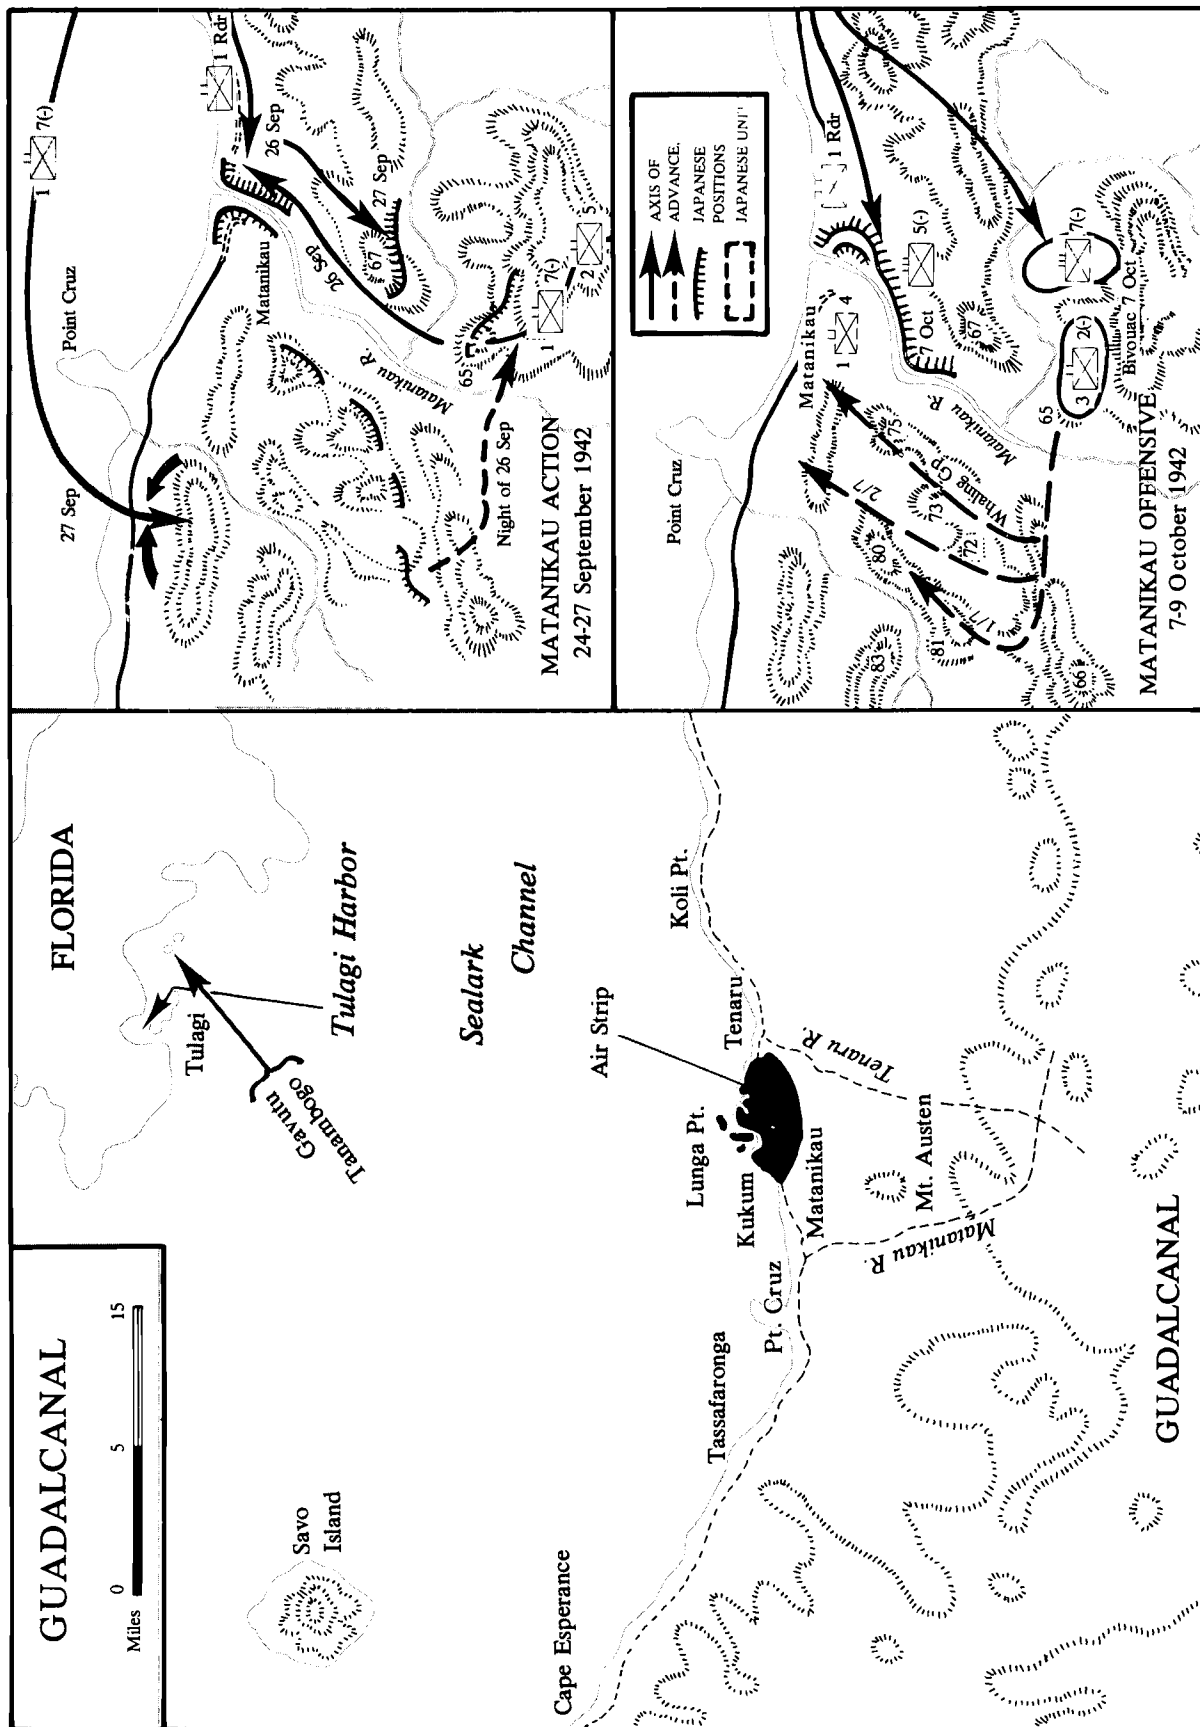 GUADALCANAL
Miles
0
5
15
Savo
Island
FLORIDA
Tulagi
Gavutu
Tanambogo
Tulagi Harbor
Sealark
Channel
Cape Esperance
Tassafaronga
Pt. Cruz
Kukum
Lunga Pt.
Air Strip
Tenaru
Koli Pt.
Matanikau
Matanikau R.
Mt. Austen
Tenaru R.
GUADALCANAL
27 Sep
Point Cruz
1
7(-)
1 Rdr
Matanikau
26 Sep
26 Sep
27 Sep
67
Matanikau R.
65
Night of 26 Sep
1
7(-)
2
5
MATANIKAU ACTION
24-27 September 1942
AXIS OF
ADVANCE.
JAPANESE
POSITIONS
JAPANESE UNIT
Point Cruz
Matanikau
1
4
1 Rdr
5(-)
7 Oct
67
7(-)
Bivouac 7 Oct
3
2(-)
65
Matanikau R.
Whaling Gp
2/7
1/7
75
73
72
80
81
83
66
MATANIKAU OFFENSIVE
7-9 October 1942